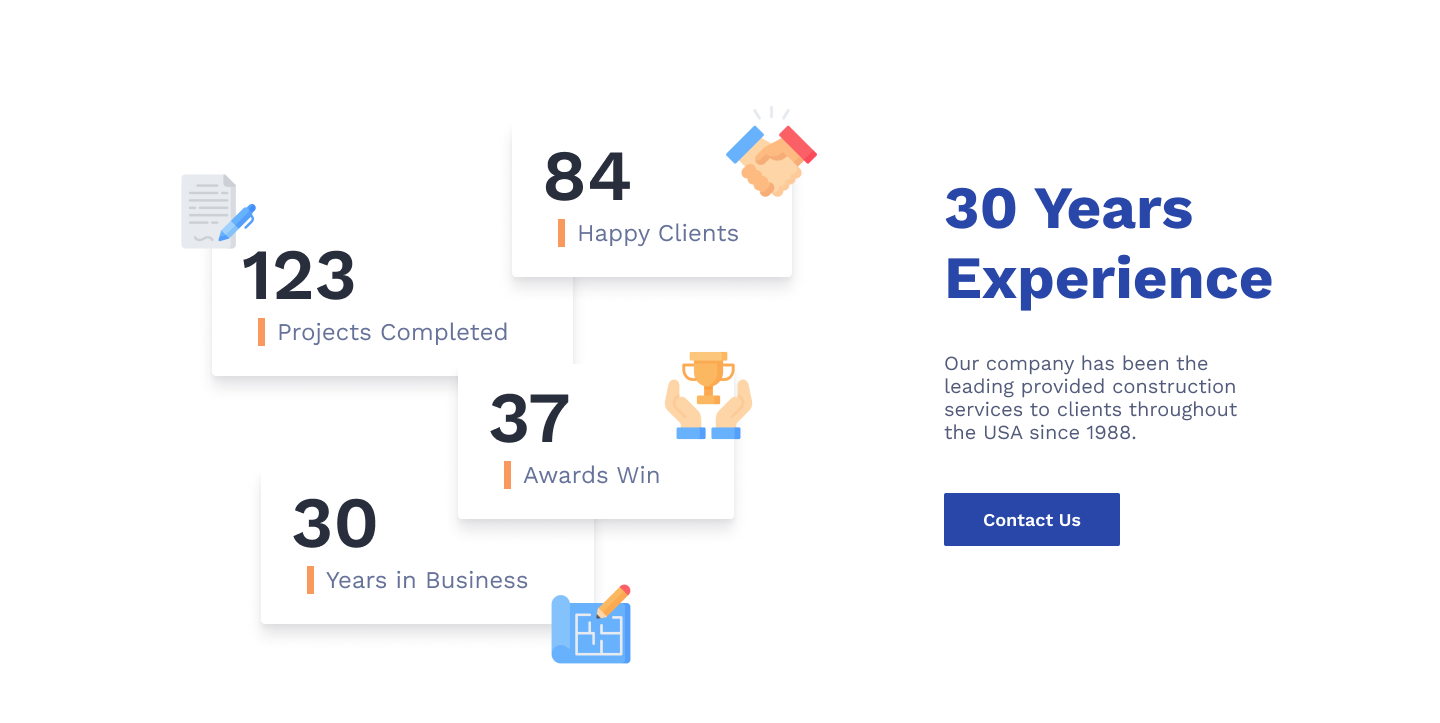 84
Happy Clients
123
Projects Completed
37
Awards Win
30
Years in Business
30 Years
Experience
Our company has been the
leading provided construction
services to clients throughout
the USA since 1988.
Contact Us